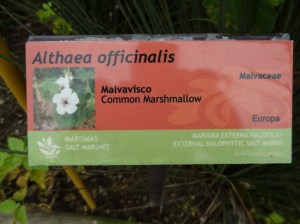 Althaea officinalis
Malvaceae
Malvavisco
Common Marshmallow
Europa
MARISMAS
SALT MARSHES
MARISMA EXTERNA HALÓFILA
EXTERNAL HALOPHYTIC SALT MARSH